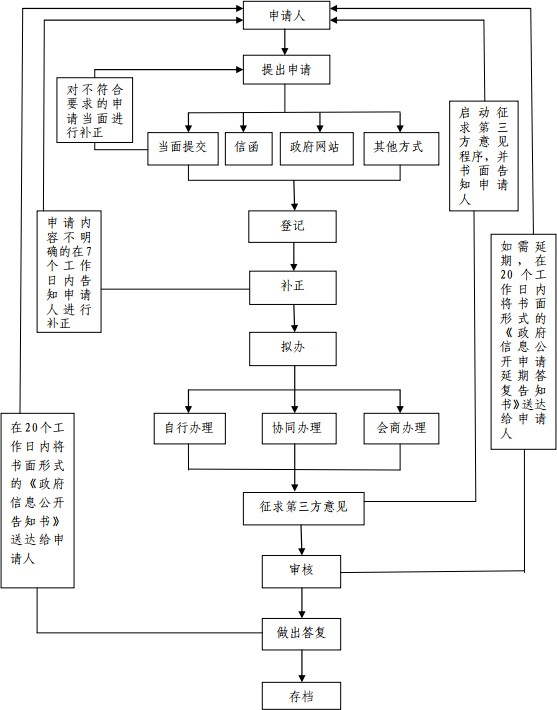 申请人
提出申请
对不符合
要求的申
请当面进
行补正
当面提交
信函
政府网站
其他方式
启动征
求第三
方意见
程序，并
书面告
知申请
人
登记
申请内
容不明
确的在7
个工作
日内告
知申请
人进行
补正
补正
如需延
期，在
20个工
作日内
将书面
形式的
《政府
信息公
开申请
延期答
复告知
书》送达
给申请
人
拟办
自行办理
协同办理
会商办理
在20个工
作日内将
书面形式
的《政府
信息公开
告知书》
送达给申
请人
征求第三方意见
审核
做出答复
存档